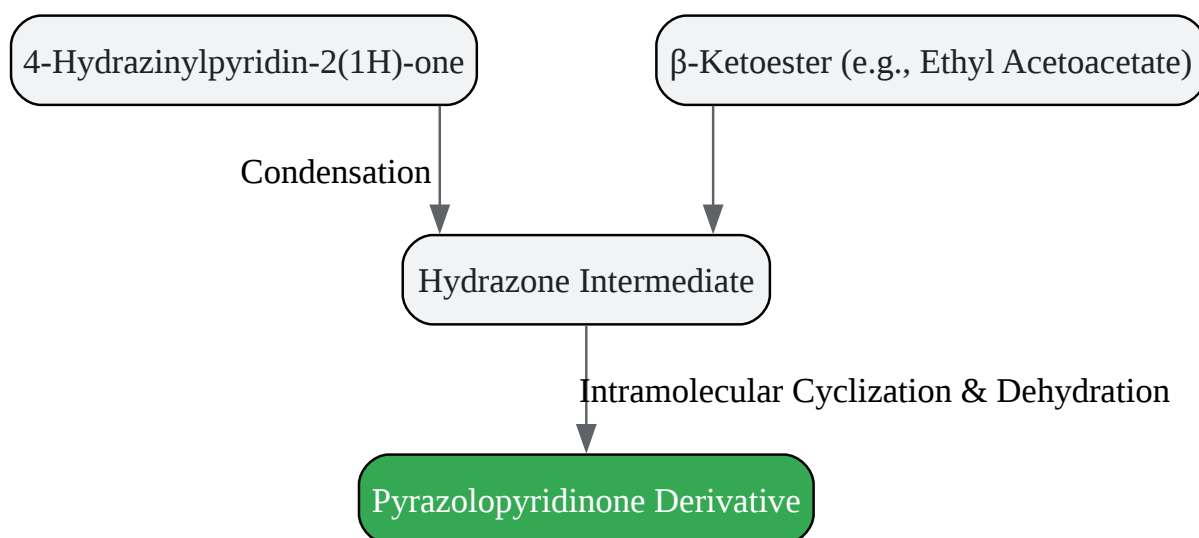 4-Hydrazinylpyridin-2(1H)-one
β-Ketoester (e.g., Ethyl Acetoacetate)
Condensation
Hydrazone Intermediate
Intramolecular Cyclization & Dehydration
Pyrazolopyridinone Derivative